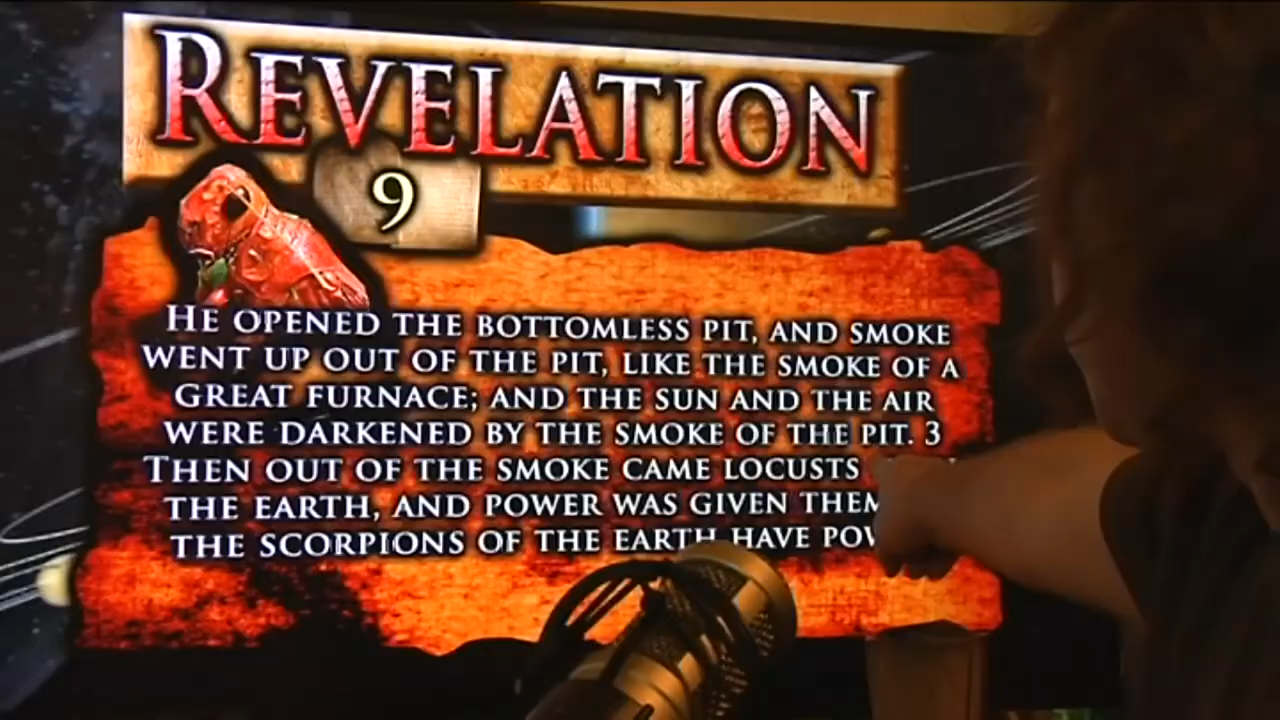 REVELATION
9
HE OPENED THE BOTTOMLESS PIT, AND SMOKE
WENT UP OUT OF THE PIT, LIKE THE SMOKE OF A
GREAT FURNACE; AND THE SUN AND THE AIR
WERE DARKENED BY THE SMOKE OF THE PIT. 3
THEN OUT OF THE SMOKE CAME LOCUSTS
THE EARTH, AND POWER WAS GIVEN THEM
THE SCORPIONS OF THE EARTH HAVE